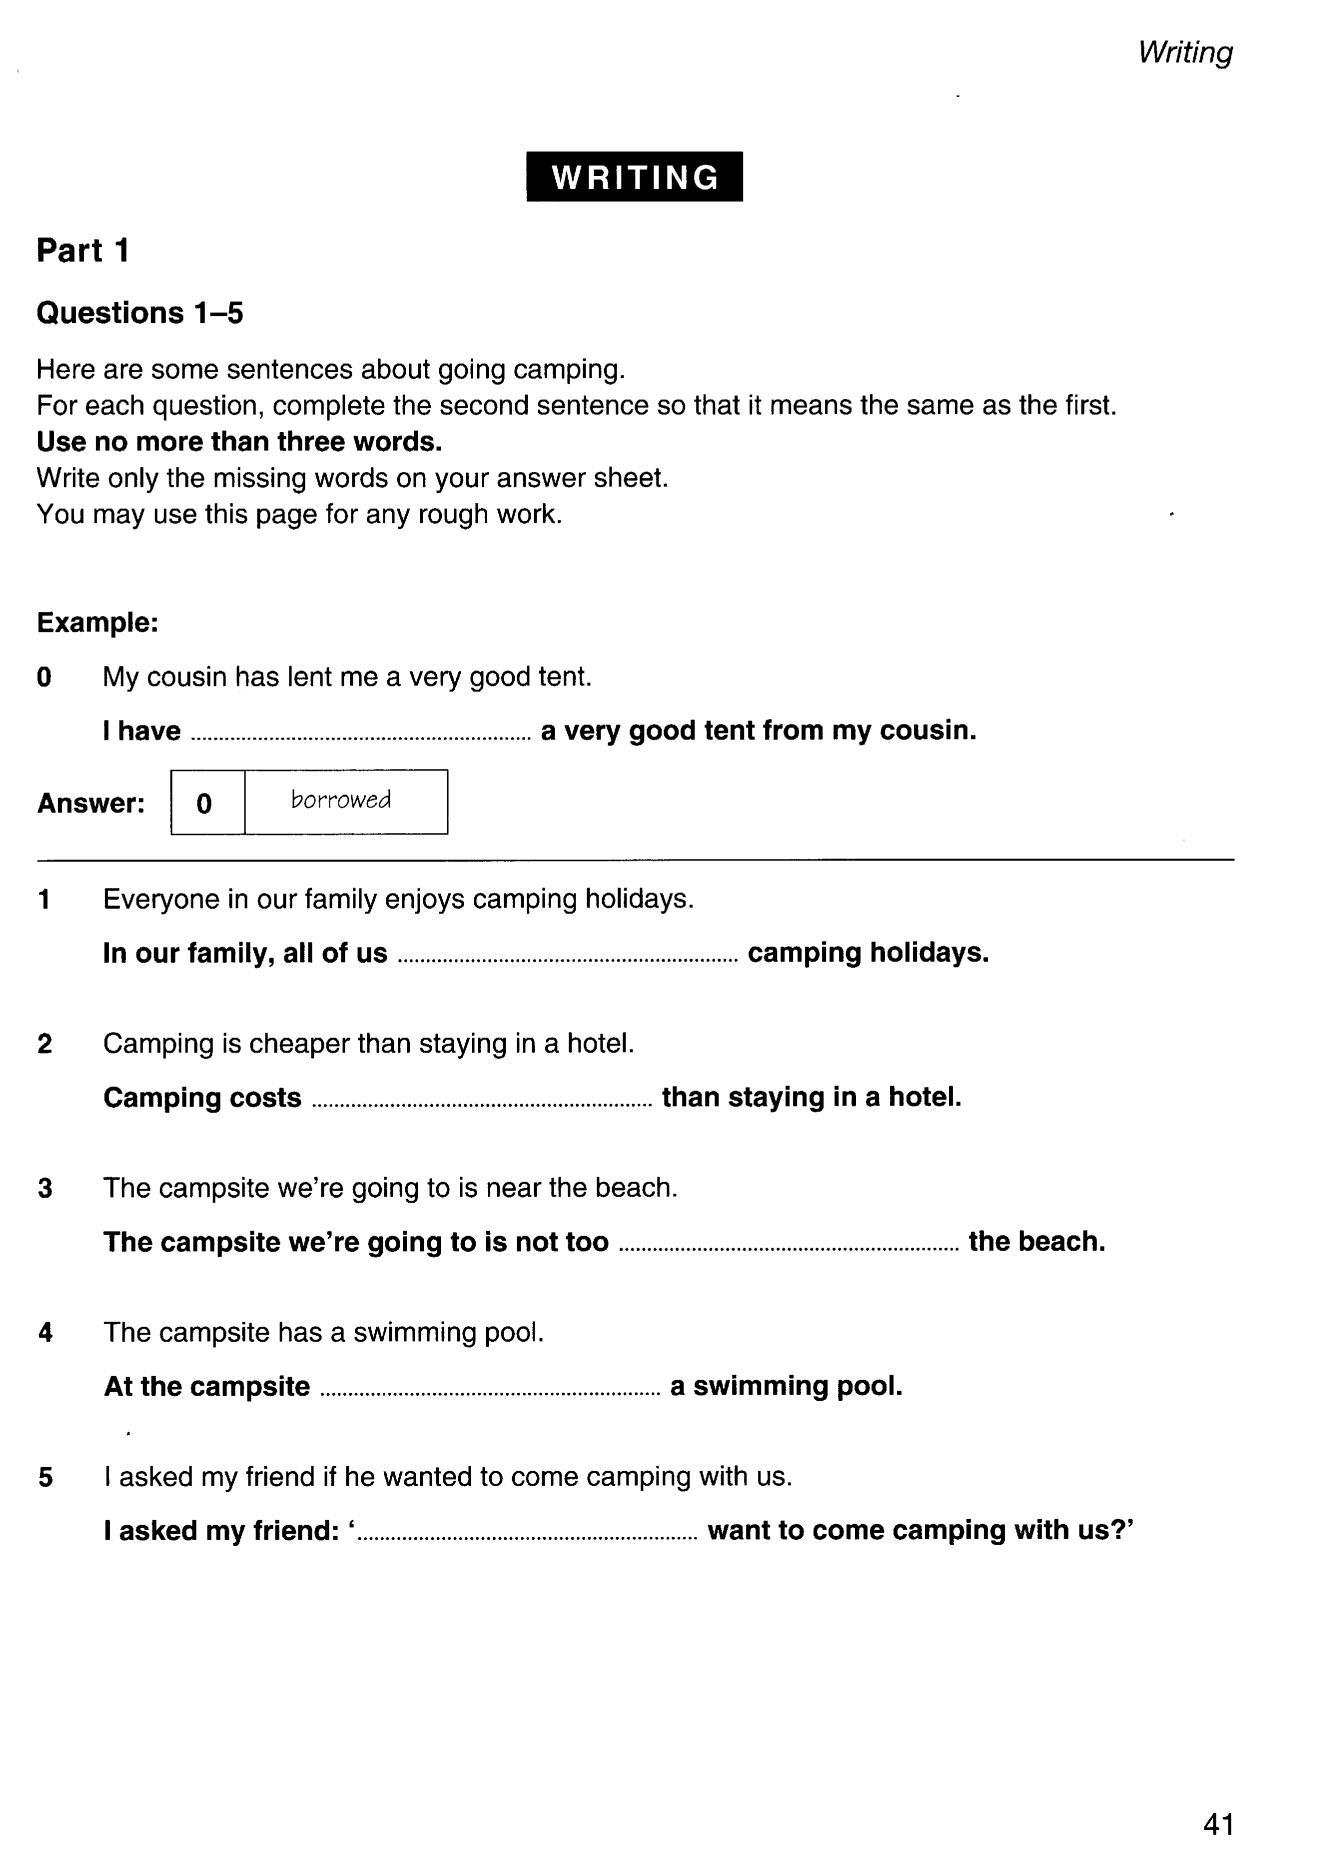 Writing
WRITING
Part 1
Questions 1–5
Here are some sentences about going camping.
For each question, complete the second sentence so that it means the same as the first.
Use no more than three words.
Write only the missing words on your answer sheet.
You may use this page for any rough work.
Example:
0 My cousin has lent me a very good tent.
I have ............................................................ a very good tent from my cousin.
Answer: 0 borrowed
1 Everyone in our family enjoys camping holidays.
In our family, all of us ............................................................ camping holidays.
2 Camping is cheaper than staying in a hotel.
Camping costs ............................................................ than staying in a hotel.
3 The campsite we're going to is near the beach.
The campsite we're going to is not too ............................................................ the beach.
4 The campsite has a swimming pool.
At the campsite ............................................................ a swimming pool.
5 I asked my friend if he wanted to come camping with us.
I asked my friend: '............................................................ want to come camping with us?'
41